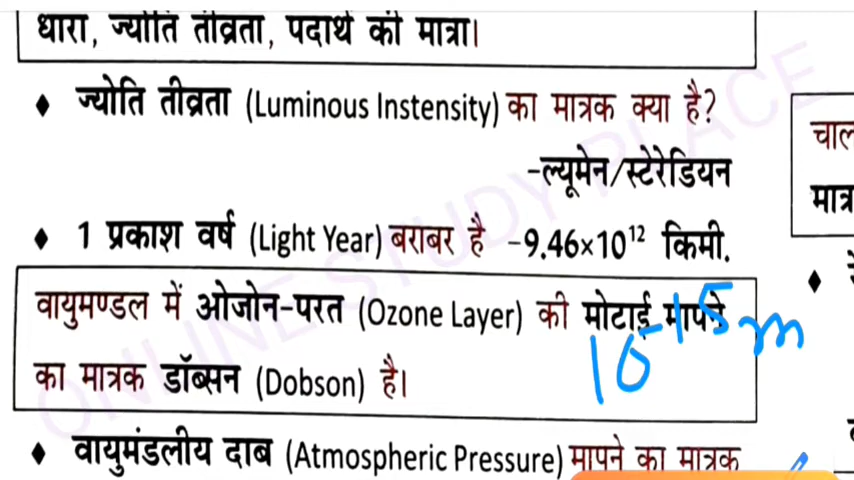 धारा, ज्योति तीव्रता, पदार्थ की मात्रा।
♦ ज्योति तीव्रता (Luminous Instensity) का मात्रक क्या है?
-ल्यूमेन/स्टेरेडियन
♦ 1 प्रकाश वर्ष (Light Year) बराबर है -9.46×10¹² किमी.
वायुमण्डल में ओजोन-परत (Ozone Layer) की मोटाई मापने
का मात्रक डॉब्सन (Dobson) है।
10⁻¹⁵ m
♦ वायुमंडलीय दाब (Atmospheric Pressure) मापने का मात्रक
चाल
मात्र
ONLINE STUDY PLACE